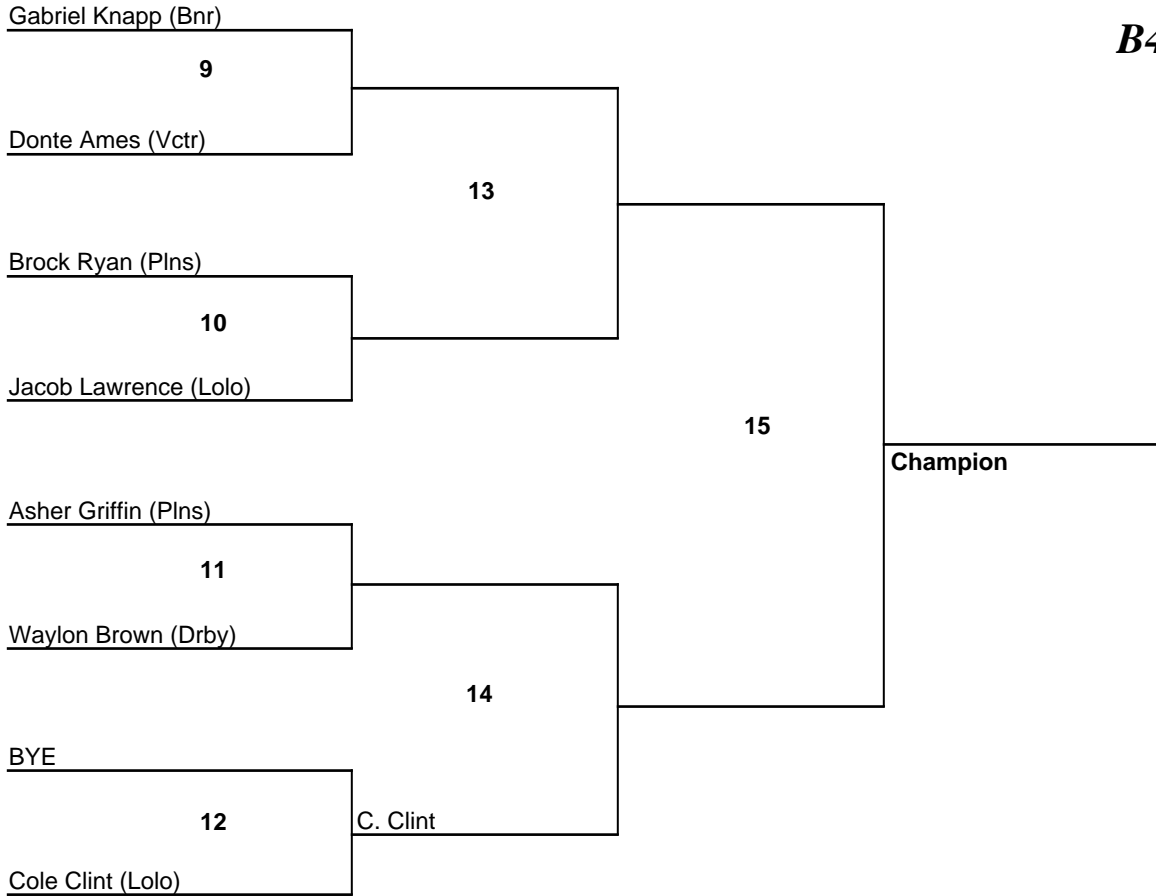 Gabriel Knapp (Bnr)
B4
9
Donte Ames (Vctr)
13
Brock Ryan (Plns)
10
Jacob Lawrence (Lolo)
15
Champion
Asher Griffin (Plns)
11
Waylon Brown (Drby)
14
BYE
12
C. Clint
Cole Clint (Lolo)